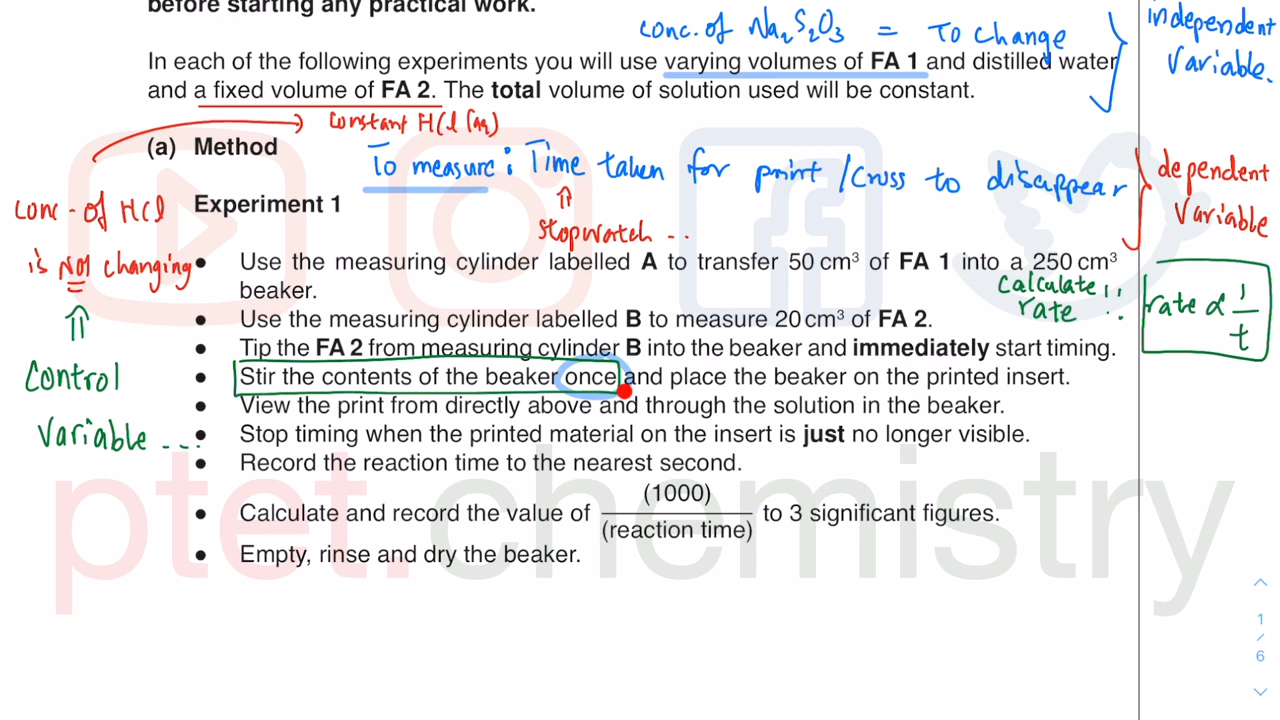 before starting any practical work.
conc. of Na₂S₂O₃ = To change
independent
Variable.
In each of the following experiments you will use varying volumes of FA 1 and distilled water
and a fixed volume of FA 2. The total volume of solution used will be constant.
constant HCl (aq)
(a) Method
To measure : Time taken for print / cross to disappear
dependent
Variable
conc. of HCl
is NOT changing
Control
Variable ....
Experiment 1
⇑
stopwatch ..
• Use the measuring cylinder labelled A to transfer 50 cm³ of FA 1 into a 250 cm³
beaker.
calculate
rate
rate ∝ 1/t
• Use the measuring cylinder labelled B to measure 20 cm³ of FA 2.
• Tip the FA 2 from measuring cylinder B into the beaker and immediately start timing.
• Stir the contents of the beaker once and place the beaker on the printed insert.
• View the print from directly above and through the solution in the beaker.
• Stop timing when the printed material on the insert is just no longer visible.
• Record the reaction time to the nearest second.
• Calculate and record the value of (1000) / (reaction time) to 3 significant figures.
• Empty, rinse and dry the beaker.
ptet.chemistry
1
/
6